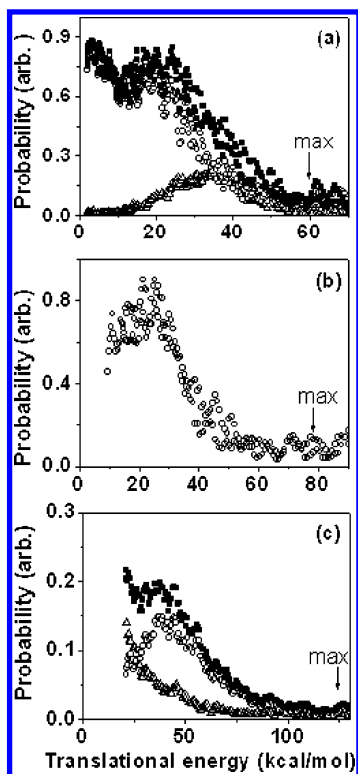 (a)
Probability (arb.)
0.9
0.6
0.3
0.0
max
0 20 40 60
(b)
Probability (arb.)
0.8
0.4
0.0
max
0 20 40 60 80
(c)
Probability (arb.)
0.3
0.2
0.1
0.0
max
0 50 100
Translational energy (kcal/mol)